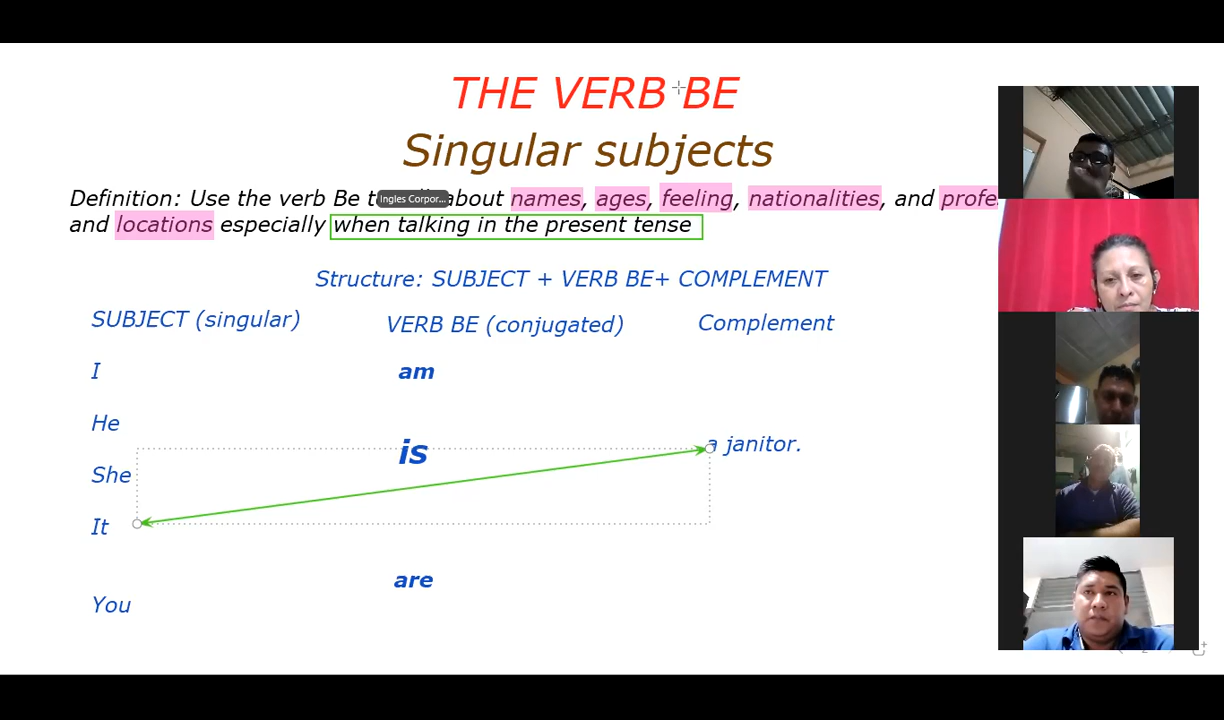 THE VERB BE
Singular subjects
Definition: Use the verb Be t Ingles Corpor... about names, ages, feeling, nationalities, and profe
and locations especially when talking in the present tense
Structure: SUBJECT + VERB BE+ COMPLEMENT
SUBJECT (singular) VERB BE (conjugated) Complement
I am
He
is a janitor.
She
It
are
You